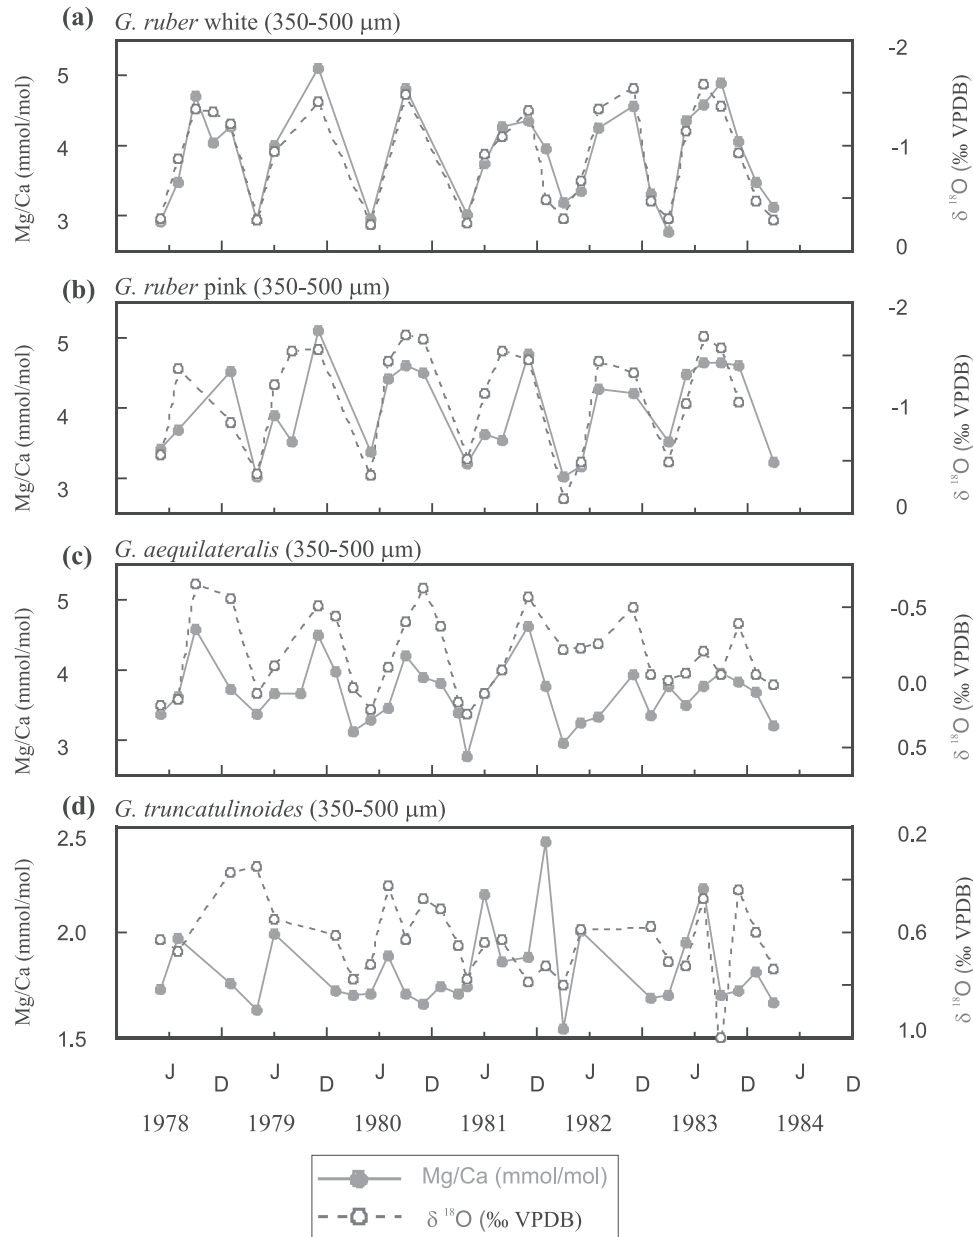 (a) G. ruber white (350-500 μm)
5
4
3
Mg/Ca (mmol/mol)
-2
-1
0
δ 18O (‰ VPDB)
(b) G. ruber pink (350-500 μm)
5
4
3
Mg/Ca (mmol/mol)
-2
-1
0
δ 18O (‰ VPDB)
(c) G. aequilateralis (350-500 μm)
5
4
3
Mg/Ca (mmol/mol)
-0.5
0.0
0.5
δ 18O (‰ VPDB)
(d) G. truncatulinoides (350-500 μm)
2.5
2.0
1.5
Mg/Ca (mmol/mol)
0.2
0.6
1.0
δ 18O (‰ VPDB)
J D J D J D J D J D J D J D
1978 1979 1980 1981 1982 1983 1984
Mg/Ca (mmol/mol)
δ 18O (‰ VPDB)